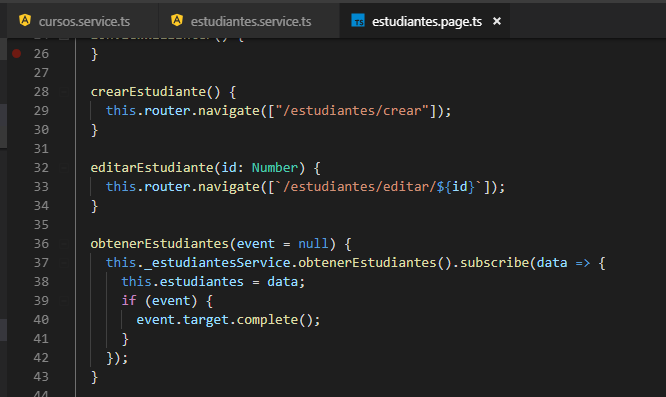 cursos.service.ts estudiantes.service.ts TS estudiantes.page.ts ×
26 }
27
28 crearEstudiante() {
29 this.router.navigate(["/estudiantes/crear"]);
30 }
31
32 editarEstudiante(id: Number) {
33 this.router.navigate([`/estudiantes/editar/${id}`]);
34 }
35
36 obtenerEstudiantes(event = null) {
37 this._estudiantesService.obtenerEstudiantes().subscribe(data => {
38 this.estudiantes = data;
39 if (event) {
40 event.target.complete();
41 }
42 });
43 }
44